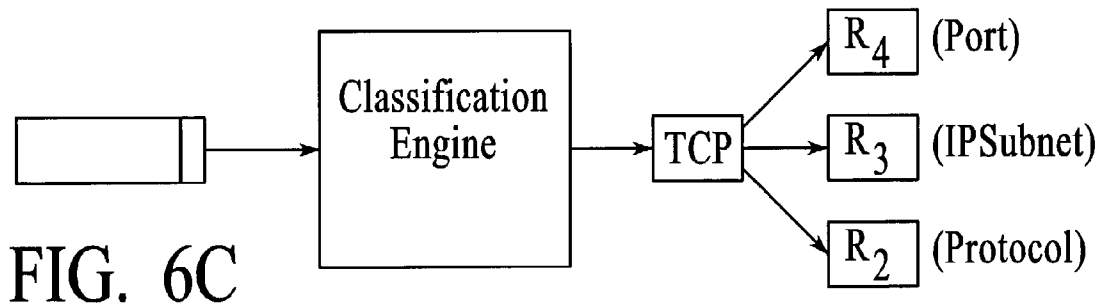 Classification
Engine
TCP
R4 (Port)
R3 (IPSubnet)
R2 (Protocol)
FIG. 6C